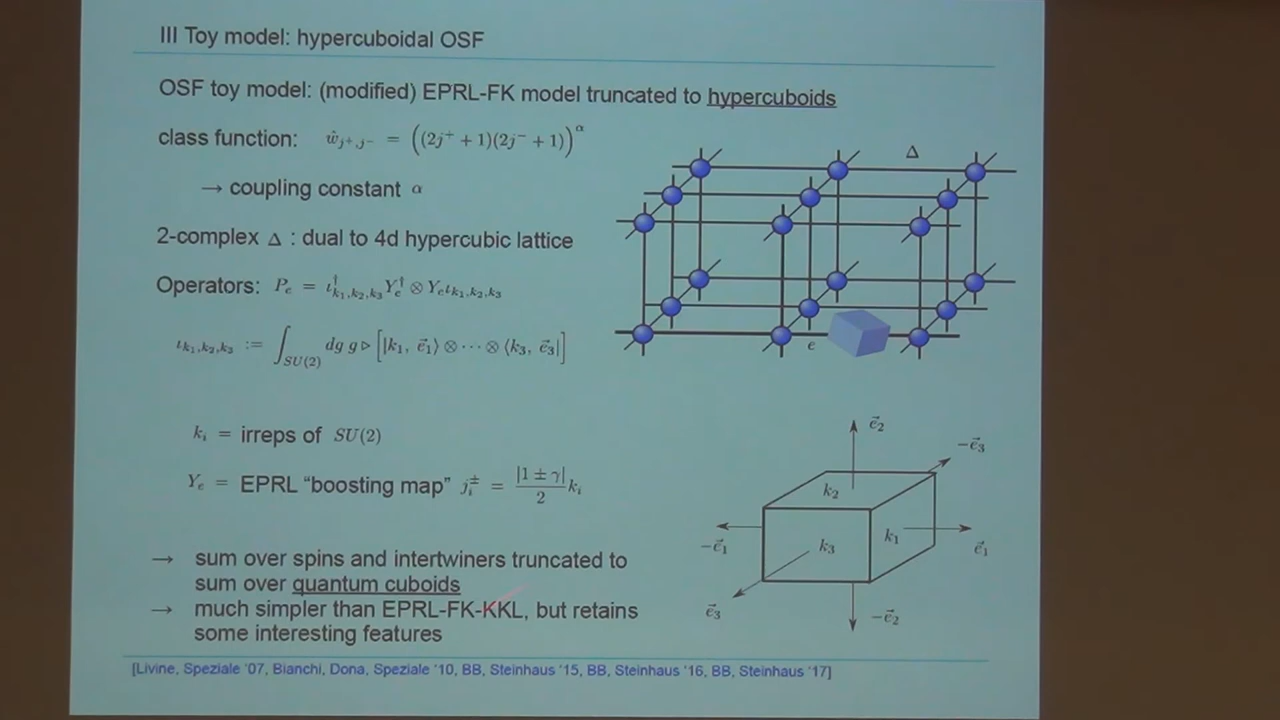 III Toy model: hypercuboidal OSF
OSF toy model: (modified) EPRL-FK model truncated to hypercuboids
class function: ŵ_{j⁺,j⁻} = ((2j⁺ + 1)(2j⁻ + 1))^α
→ coupling constant α
2-complex Δ : dual to 4d hypercubic lattice
Operators: P_e = ι†_{k₁,k₂,k₃} Y_e† ⊗ Y_e ι_{k₁,k₂,k₃}
ι_{k₁,k₂,k₃} := ∫_{SU(2)} dg g ▷ [|k₁, e⃗₁⟩ ⊗ ··· ⊗ ⟨k₃, e⃗₃|]
k_i = irreps of SU(2)
Y_e = EPRL "boosting map" j_i^± = |1 ± γ|/2 k_i
→ sum over spins and intertwiners truncated to
sum over quantum cuboids
→ much simpler than EPRL-FK-KKL, but retains
some interesting features
[Livine, Speziale '07, Bianchi, Dona, Speziale '10, BB, Steinhaus '15, BB, Steinhaus '16, BB, Steinhaus '17]
Δ
e
e⃗₂
−e⃗₃
k₂
k₁
−e⃗₁
k₃
e⃗₁
e⃗₃
−e⃗₂